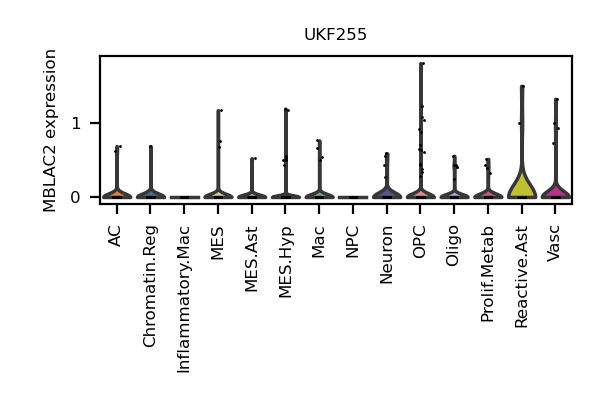 UKF255
MBLAC2 expression
1
0
AC
Chromatin.Reg
Inflammatory.Mac
MES
MES.Ast
MES.Hyp
Mac
NPC
Neuron
OPC
Oligo
Prolif.Metab
Reactive.Ast
Vasc